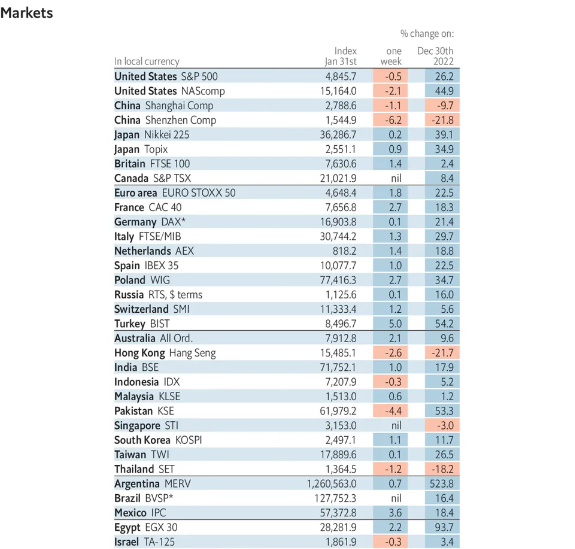 Markets
% change on:
Index one Dec 30th
In local currency Jan 31st week 2022
United States S&P 500 4,845.7 -0.5 26.2
United States NAScomp 15,164.0 -2.1 44.9
China Shanghai Comp 2,788.6 -1.1 -9.7
China Shenzhen Comp 1,544.9 -6.2 -21.8
Japan Nikkei 225 36,286.7 0.2 39.1
Japan Topix 2,551.1 0.9 34.9
Britain FTSE 100 7,630.6 1.4 2.4
Canada S&P TSX 21,021.9 nil 8.4
Euro area EURO STOXX 50 4,648.4 1.8 22.5
France CAC 40 7,656.8 2.7 18.3
Germany DAX* 16,903.8 0.1 21.4
Italy FTSE/MIB 30,744.2 1.3 29.7
Netherlands AEX 818.2 1.4 18.8
Spain IBEX 35 10,077.7 1.0 22.5
Poland WIG 77,416.3 2.7 34.7
Russia RTS, $ terms 1,125.6 0.1 16.0
Switzerland SMI 11,333.4 1.2 5.6
Turkey BIST 8,496.7 5.0 54.2
Australia All Ord. 7,912.8 2.1 9.6
Hong Kong Hang Seng 15,485.1 -2.6 -21.7
India BSE 71,752.1 1.0 17.9
Indonesia IDX 7,207.9 -0.3 5.2
Malaysia KLSE 1,513.0 0.6 1.2
Pakistan KSE 61,979.2 -4.4 53.3
Singapore STI 3,153.0 nil -3.0
South Korea KOSPI 2,497.1 1.1 11.7
Taiwan TWI 17,889.6 0.1 26.5
Thailand SET 1,364.5 -1.2 -18.2
Argentina MERV 1,260,563.0 0.7 523.8
Brazil BVSP* 127,752.3 nil 16.4
Mexico IPC 57,372.8 3.6 18.4
Egypt EGX 30 28,281.9 2.2 93.7
Israel TA-125 1,861.9 -0.3 3.4